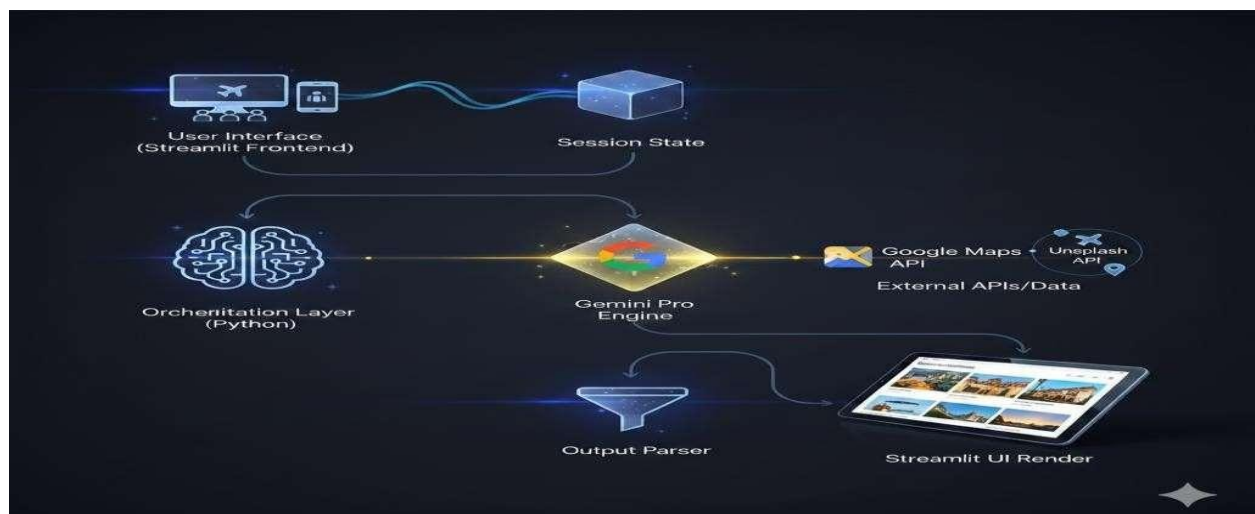 User Interface
(Streamlit Frontend)
Session State
Orchenitation Layer
(Python)
Gemini Pro
Engine
Google Maps
API
Unsplash
API
External APIs/Data
Output Parser
Streamlit UI Render